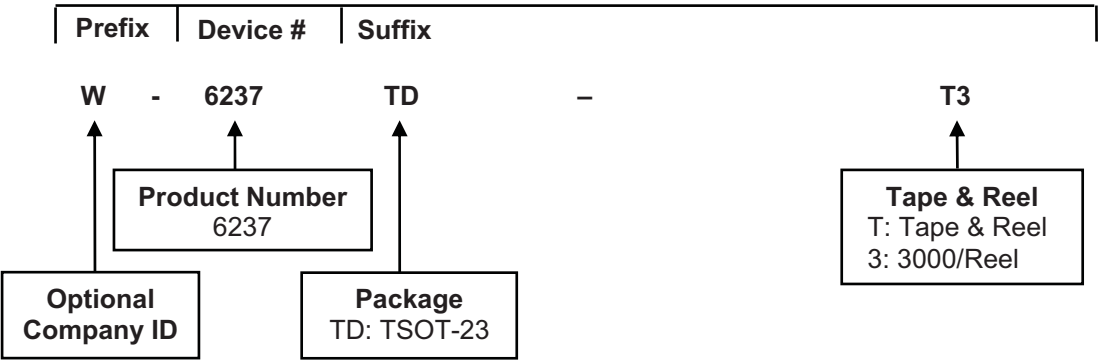 Prefix Device # Suffix
W - 6237 TD – T3
Product Number
6237
Tape & Reel
T: Tape & Reel
3: 3000/Reel
Optional
Company ID
Package
TD: TSOT-23